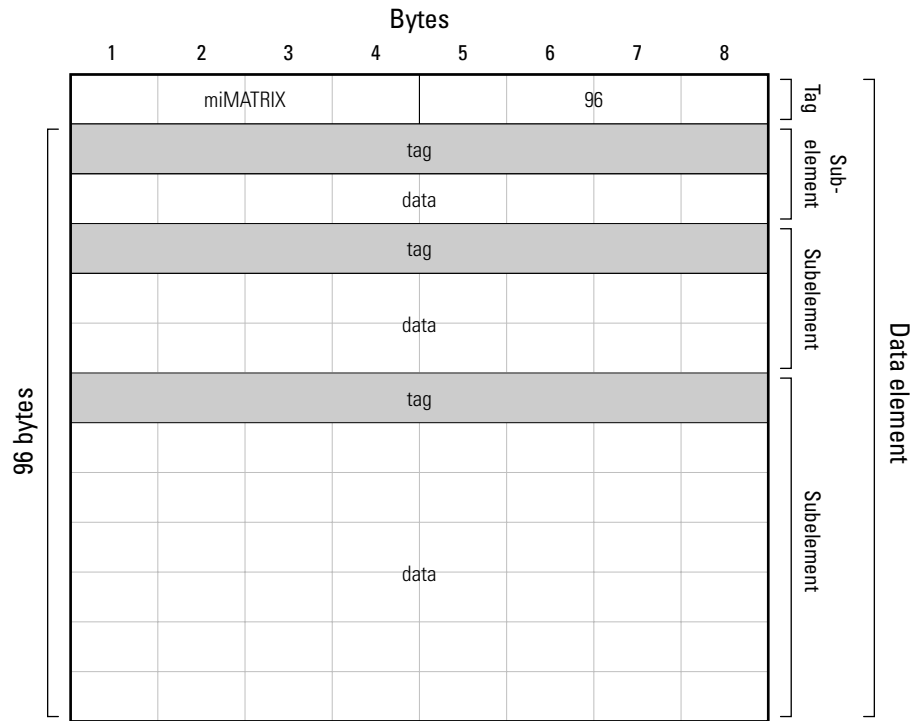 Bytes
1 2 3 4 5 6 7 8
miMATRIX 96
Tag
tag
Sub-
element
data
tag
Subelement
data
tag
96 bytes
Data element
Subelement
data